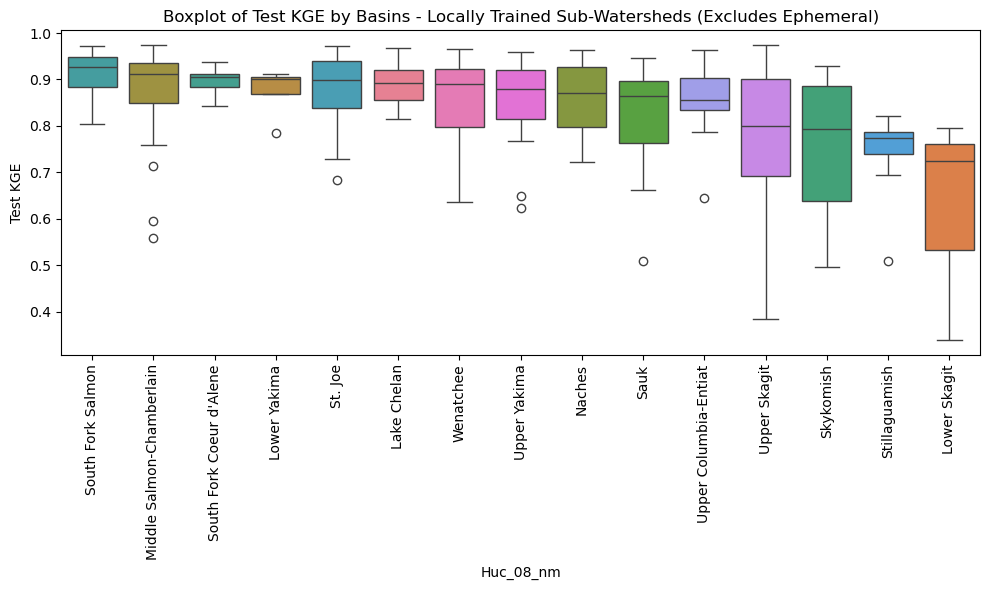 Boxplot of Test KGE by Basins - Locally Trained Sub-Watersheds (Excludes Ephemeral)
1.0
0.9
0.8
0.7
0.6
0.5
0.4
Test KGE
South Fork Salmon
Middle Salmon-Chamberlain
South Fork Coeur d'Alene
Lower Yakima
St. Joe
Lake Chelan
Wenatchee
Upper Yakima
Naches
Sauk
Upper Columbia-Entiat
Upper Skagit
Skykomish
Stillaguamish
Lower Skagit
Huc_08_nm